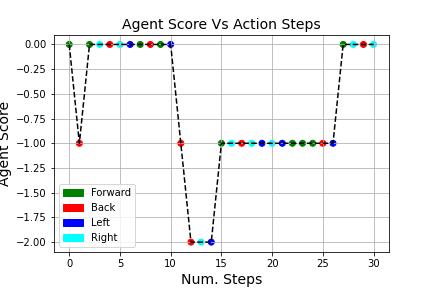 Agent Score Vs Action Steps
Agent Score
0.00
−0.25
−0.50
−0.75
−1.00
−1.25
−1.50
−1.75
−2.00
Forward
Back
Left
Right
0 5 10 15 20 25 30
Num. Steps